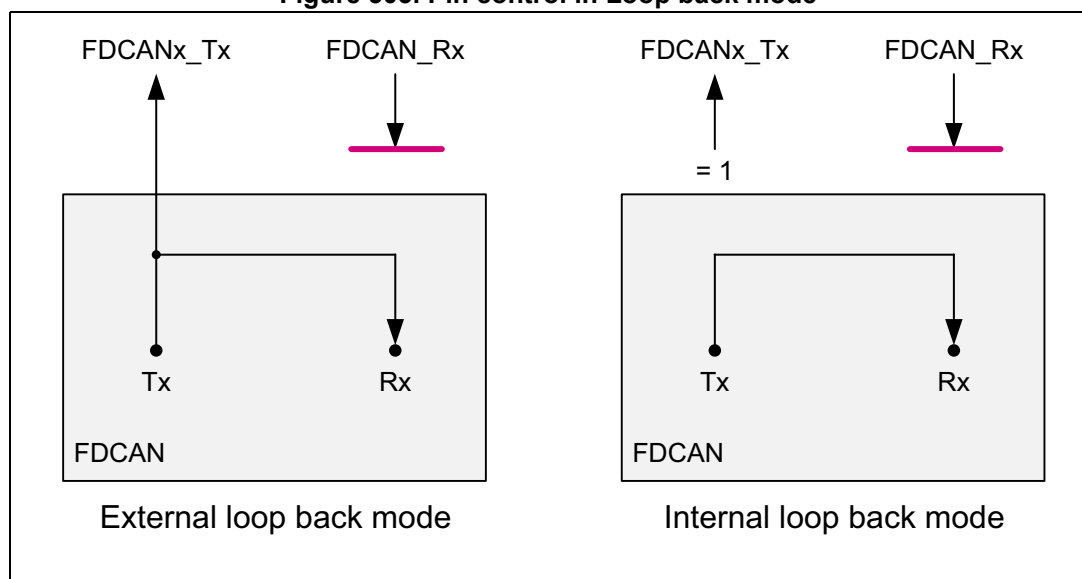 FDCANx_Tx FDCAN_Rx FDCANx_Tx FDCAN_Rx
= 1
Tx Rx Tx Rx
FDCAN FDCAN
External loop back mode Internal loop back mode